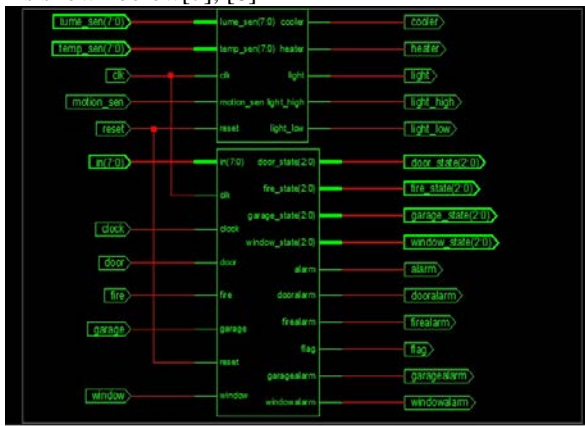 lume_sen(7:0) lume_sen(7:0) cooler cooler
temp_sen(7:0) temp_sen(7:0) heater heater
clk clk light light
motion_sen motion_sen light_high light_high
reset reset light_low light_low
in(7:0) in(7:0) door_state(2:0) door_state(2:0)
fire_state(2:0) fire_state(2:0)
clk
garage_state(2:0) garage_state(2:0)
clock clock
window_state(2:0) window_state(2:0)
door door
alarm alarm
fire fire dooralarm dooralarm
firealarm firealarm
garage garage
flag flag
reset
garagealarm garagealarm
window window windowalarm windowalarm